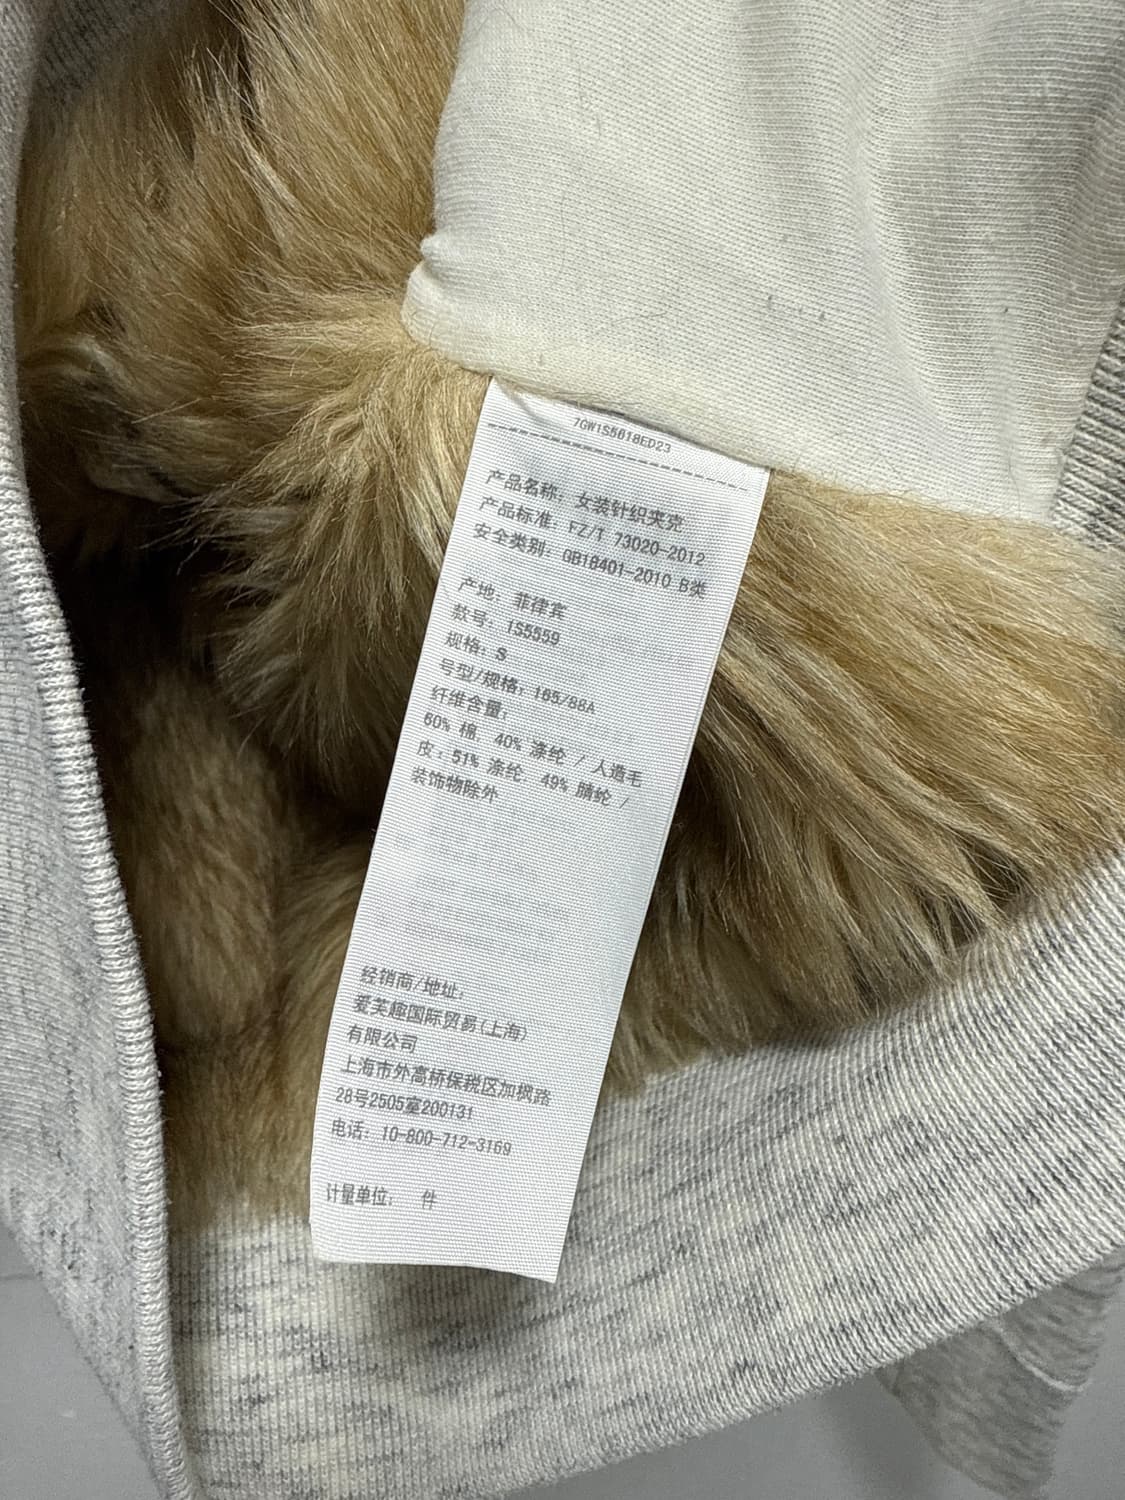 7GW1S5618ED23
产品名称：女装针织夹克
产品标准：FZ/T 73020-2012
安全类别：GB18401-2010 B类
产地：菲律宾
款号：1S5559
规格：S
号型/规格：165/88A
纤维含量：
60% 棉 40% 涤纶 / 人造毛
皮：51% 涤纶 49% 腈纶 /
装饰物除外
经销商/地址：
爱芙趣国际贸易(上海)
有限公司
上海市外高桥保税区加枫路
28号2505室200131
电话：10-800-712-3169
计量单位： 件